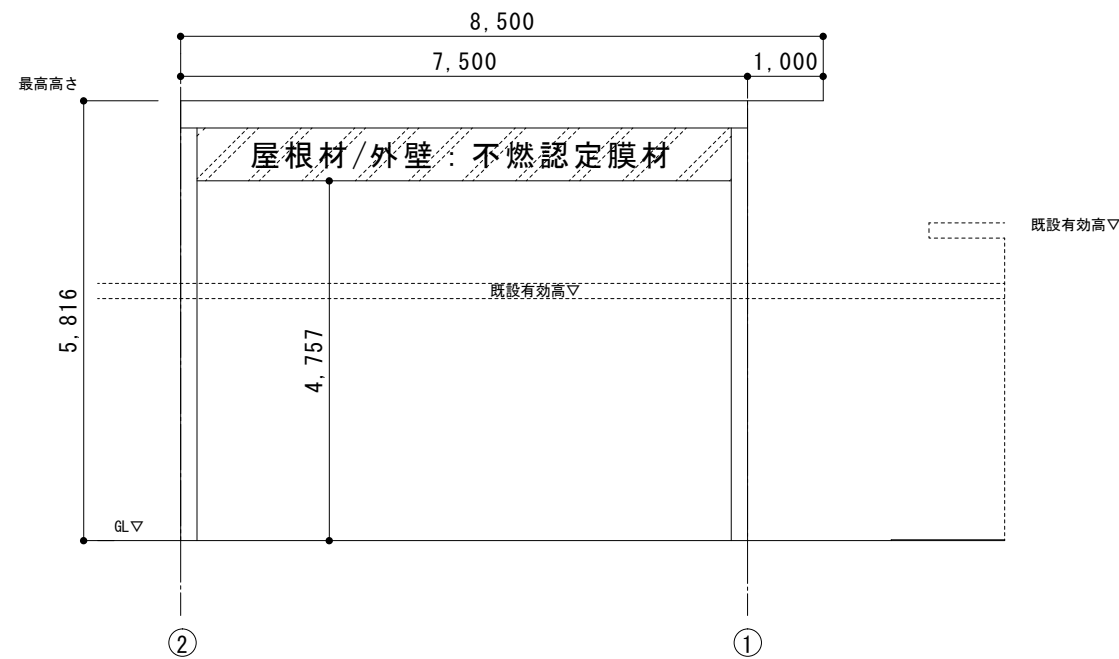 8,500
7,500
1,000
最高高さ
屋根材/外壁：不燃認定膜材
既設有効高▽
既設有効高▽
5,816
4,757
GL▽
②
①